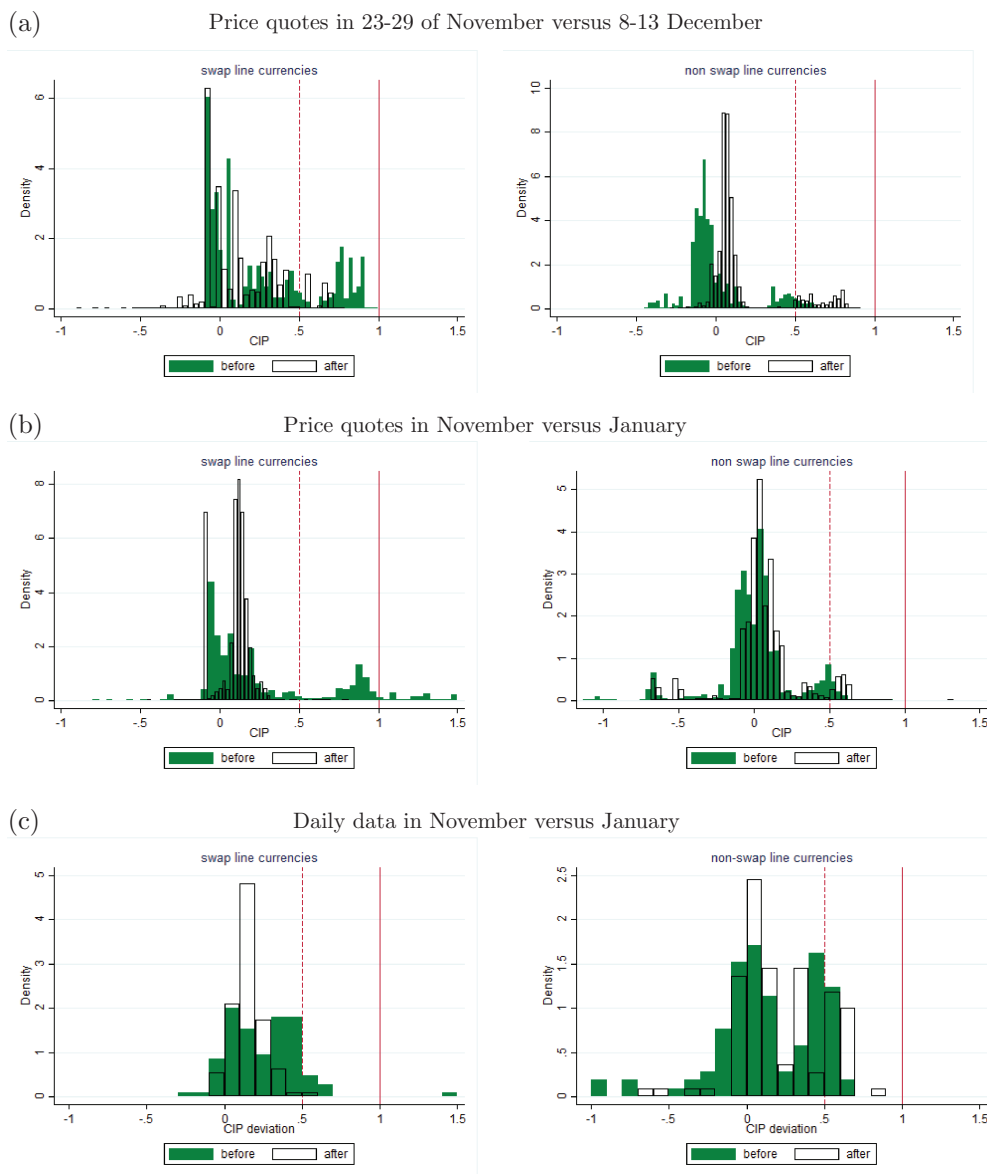 (a) Price quotes in 23-29 of November versus 8-13 December
swap line currencies
6
4
2
0
Density
-1 -.5 0 .5 1 1.5
CIP
before after
non swap line currencies
10
8
6
4
2
0
Density
-1 -.5 0 .5 1 1.5
CIP
before after
(b) Price quotes in November versus January
swap line currencies
8
6
4
2
0
Density
-1 -.5 0 .5 1 1.5
CIP
before after
non swap line currencies
5
4
3
2
1
0
Density
-1 -.5 0 .5 1
CIP
before after
(c) Daily data in November versus January
swap line currencies
5
4
3
2
1
0
Density
-1 -.5 0 .5 1 1.5
CIP deviation
before after
non-swap line currencies
2.5
2
1.5
1
.5
0
Density
-1 -.5 0 .5 1 1.5
CIP deviation
before after